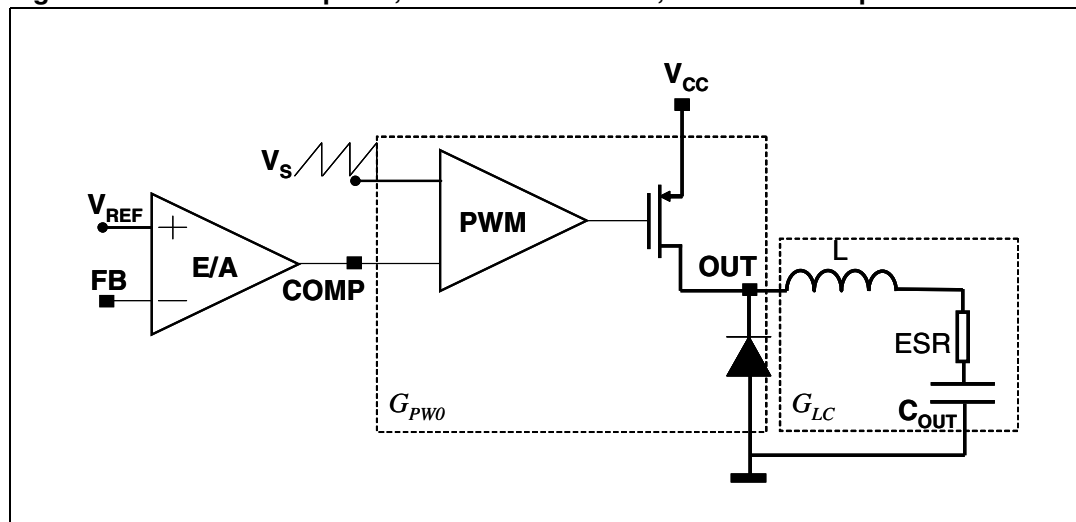 V_CC
V_S
V_REF
PWM
+
E/A
FB
COMP
−
OUT
L
ESR
C_OUT
G_PW0
G_LC